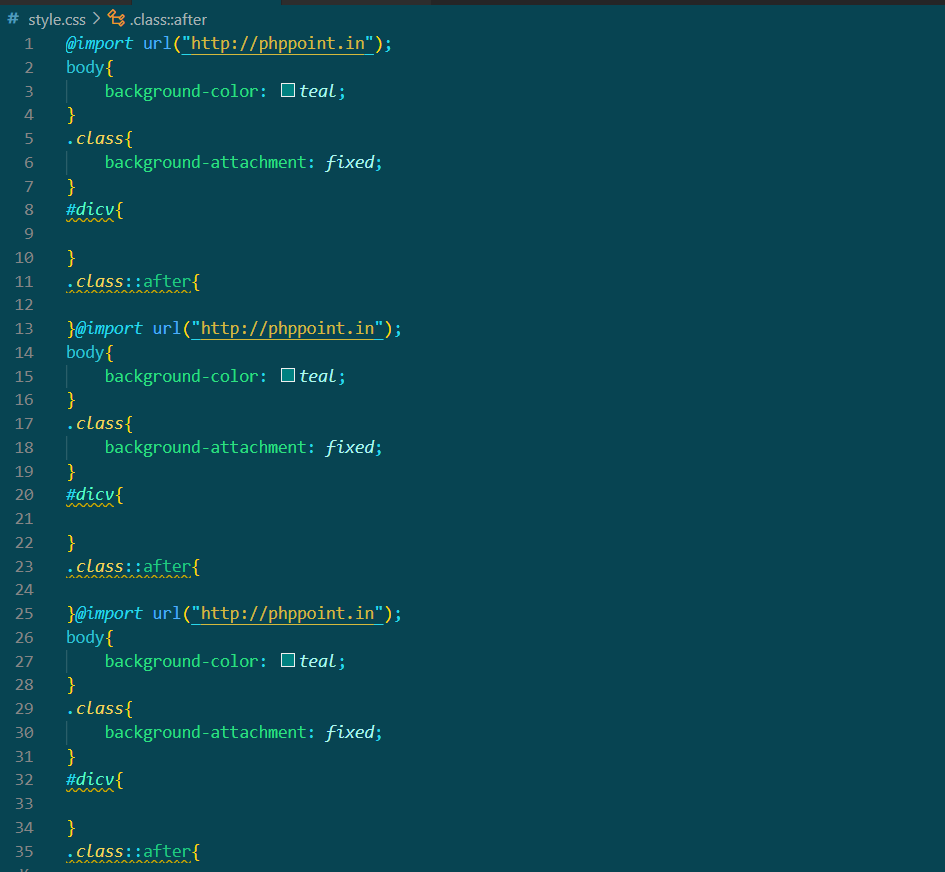 # style.css > .class::after
1 @import url("http://phppoint.in");
2 body{
3 background-color: teal;
4 }
5 .class{
6 background-attachment: fixed;
7 }
8 #dicv{
9
10 }
11 .class::after{
12
13 }@import url("http://phppoint.in");
14 body{
15 background-color: teal;
16 }
17 .class{
18 background-attachment: fixed;
19 }
20 #dicv{
21
22 }
23 .class::after{
24
25 }@import url("http://phppoint.in");
26 body{
27 background-color: teal;
28 }
29 .class{
30 background-attachment: fixed;
31 }
32 #dicv{
33
34 }
35 .class::after{